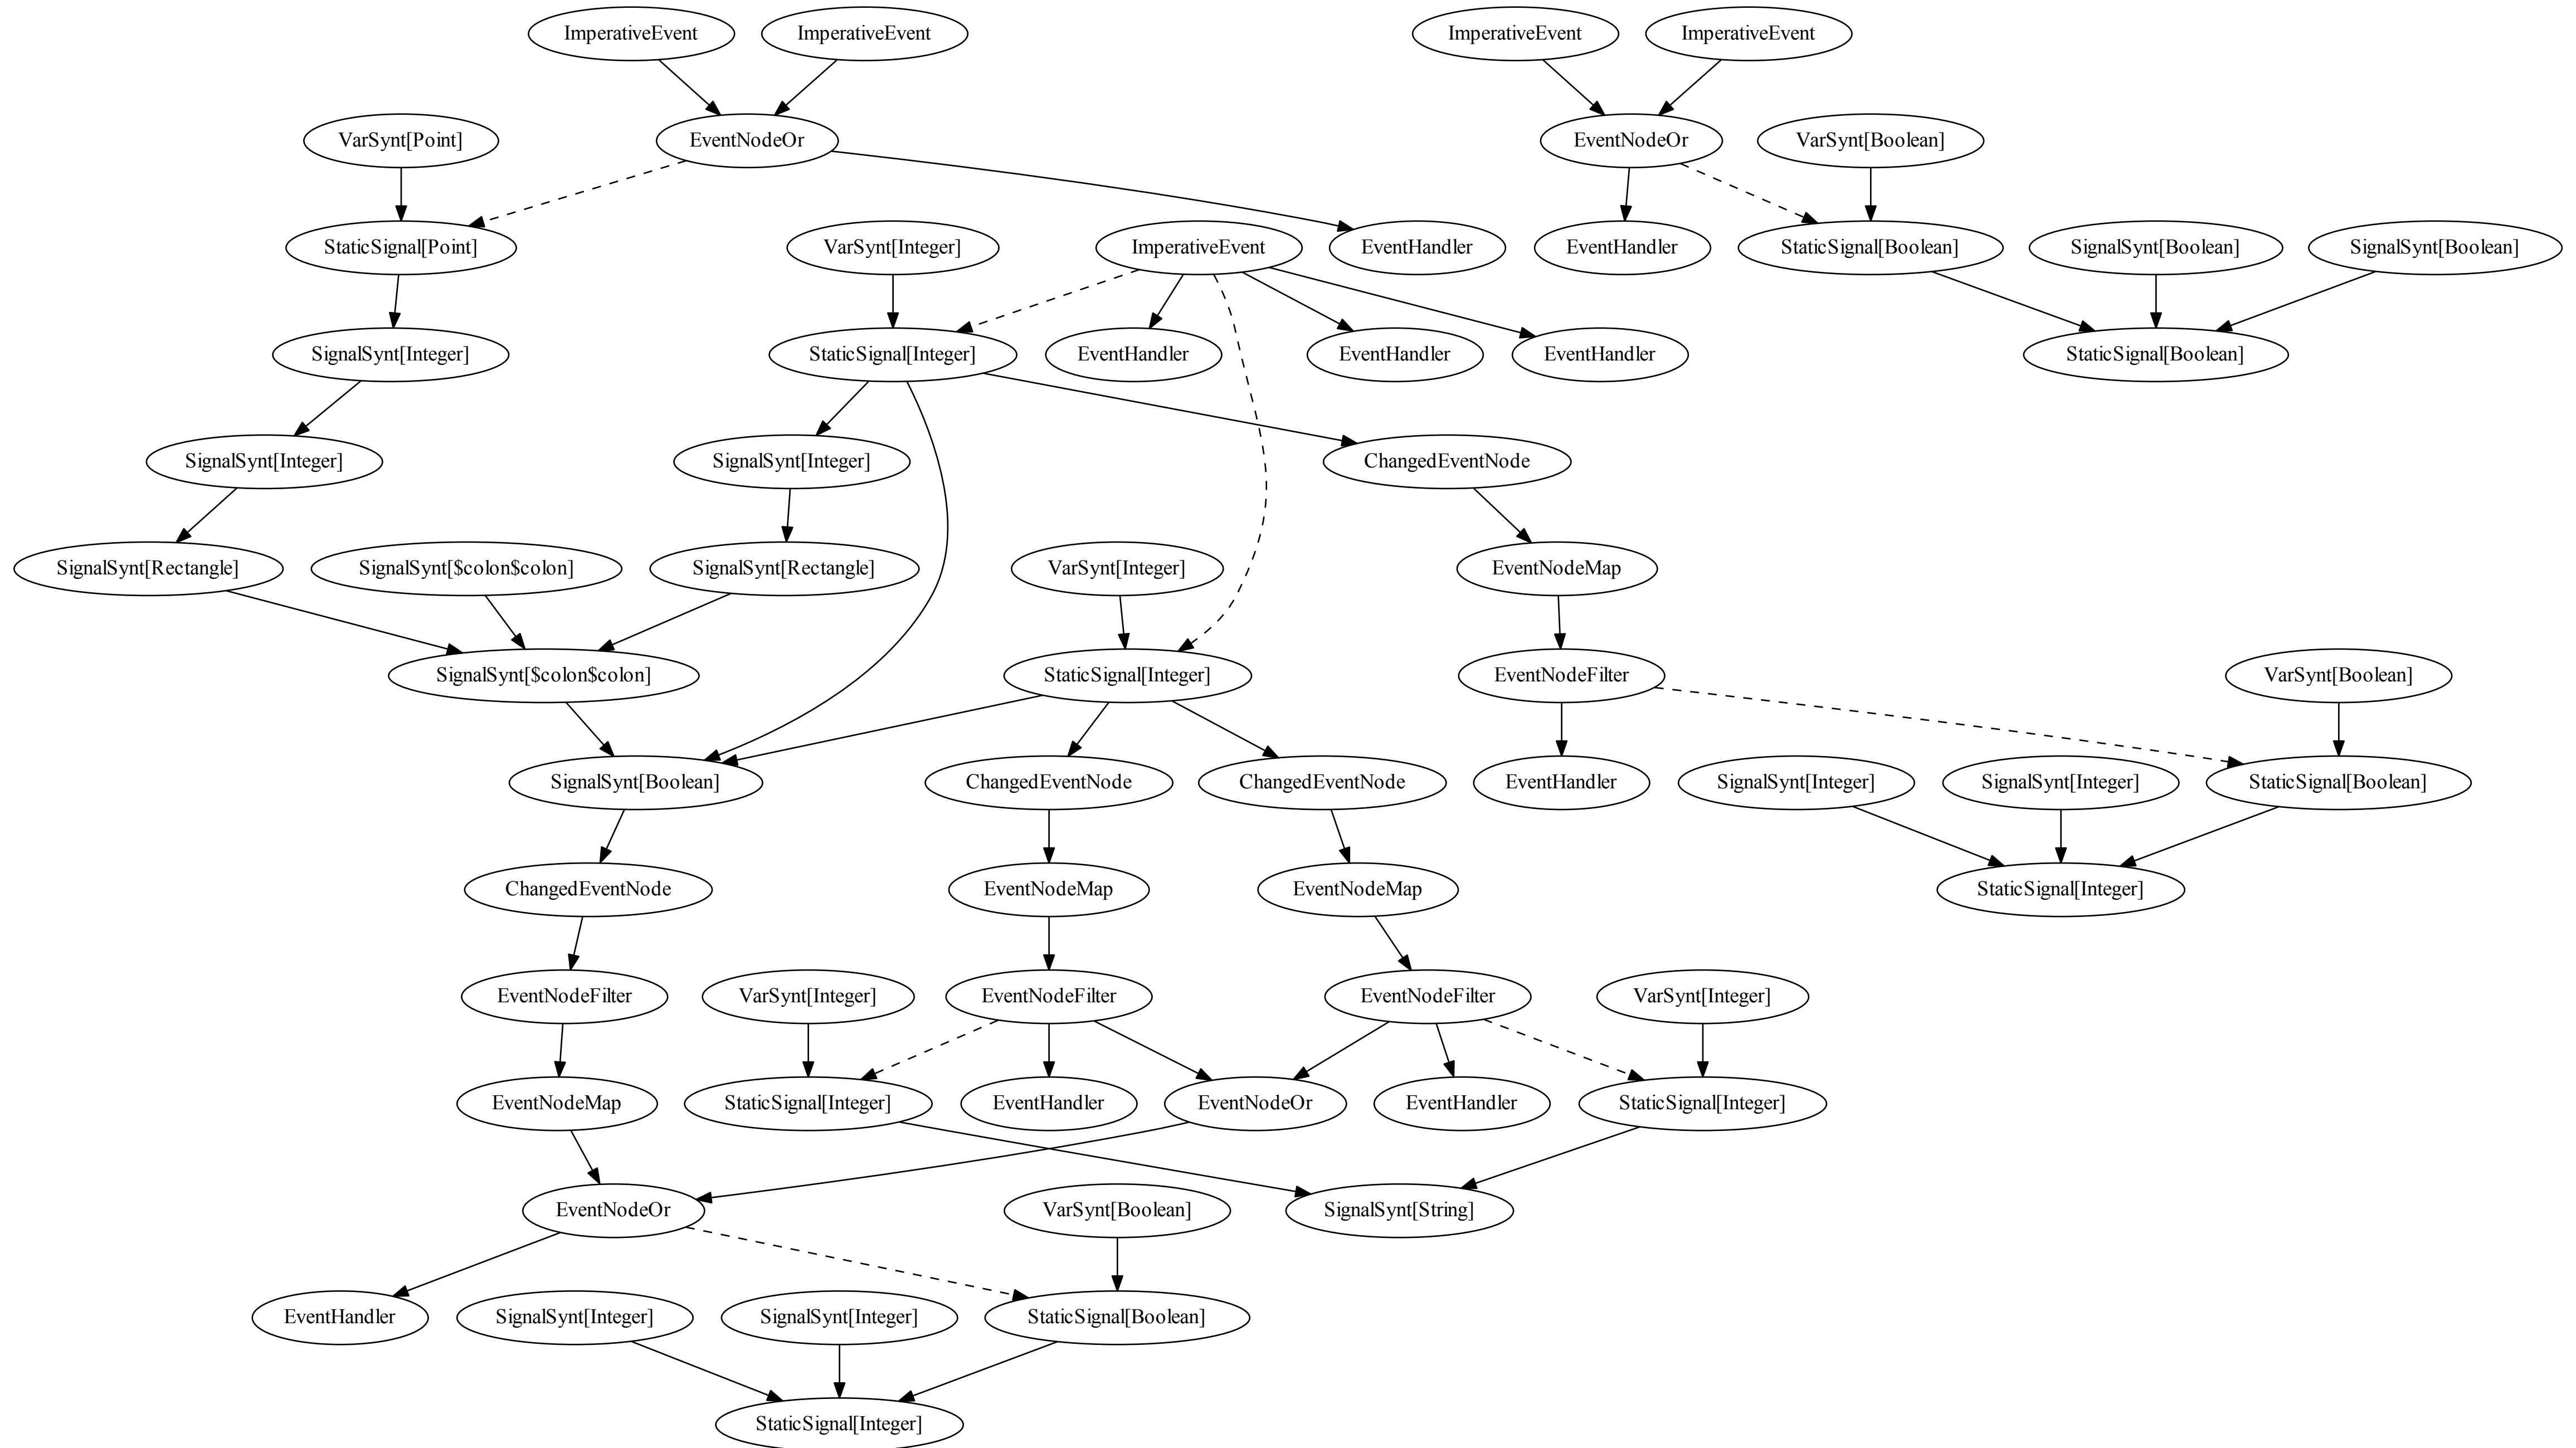 ImperativeEvent
ImperativeEvent
ImperativeEvent
ImperativeEvent
VarSynt[Point]
EventNodeOr
EventNodeOr
VarSynt[Boolean]
StaticSignal[Point]
VarSynt[Integer]
ImperativeEvent
EventHandler
EventHandler
StaticSignal[Boolean]
SignalSynt[Boolean]
SignalSynt[Boolean]
SignalSynt[Integer]
StaticSignal[Integer]
EventHandler
EventHandler
EventHandler
StaticSignal[Boolean]
SignalSynt[Integer]
SignalSynt[Integer]
ChangedEventNode
SignalSynt[Rectangle]
SignalSynt[$colon$colon]
SignalSynt[Rectangle]
VarSynt[Integer]
EventNodeMap
SignalSynt[$colon$colon]
StaticSignal[Integer]
EventNodeFilter
VarSynt[Boolean]
SignalSynt[Boolean]
ChangedEventNode
ChangedEventNode
EventHandler
SignalSynt[Integer]
SignalSynt[Integer]
StaticSignal[Boolean]
ChangedEventNode
EventNodeMap
EventNodeMap
StaticSignal[Integer]
EventNodeFilter
VarSynt[Integer]
EventNodeFilter
EventNodeFilter
VarSynt[Integer]
EventNodeMap
StaticSignal[Integer]
EventHandler
EventNodeOr
EventHandler
StaticSignal[Integer]
EventNodeOr
VarSynt[Boolean]
SignalSynt[String]
EventHandler
SignalSynt[Integer]
SignalSynt[Integer]
StaticSignal[Boolean]
StaticSignal[Integer]